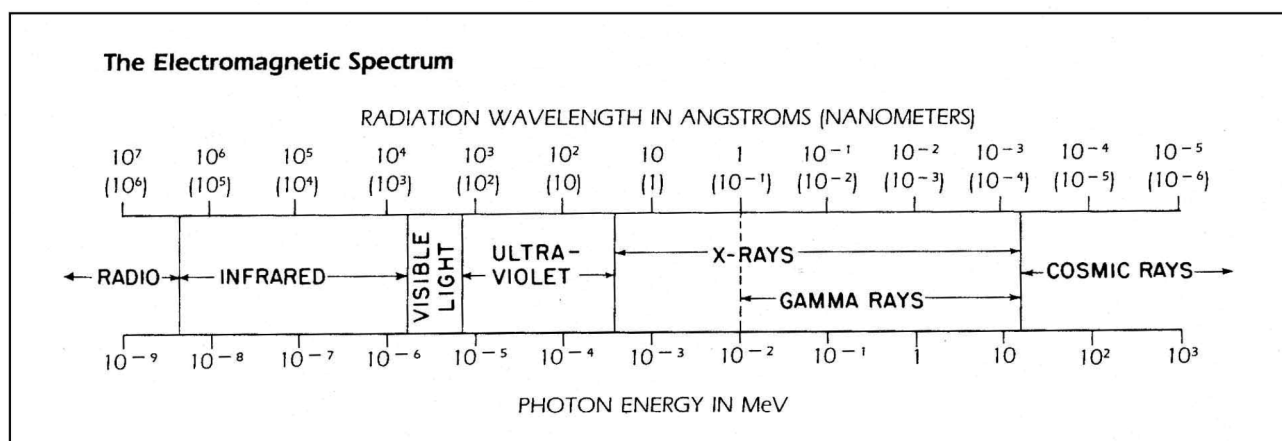 The Electromagnetic Spectrum
RADIATION WAVELENGTH IN ANGSTROMS (NANOMETERS)
10⁷ 10⁶ 10⁵ 10⁴ 10³ 10² 10 1 10⁻¹ 10⁻² 10⁻³ 10⁻⁴ 10⁻⁵
(10⁶) (10⁵) (10⁴) (10³) (10²) (10) (1) (10⁻¹) (10⁻²) (10⁻³) (10⁻⁴) (10⁻⁵) (10⁻⁶)
RADIO
INFRARED
VISIBLE
LIGHT
ULTRA-
VIOLET
X-RAYS
GAMMA RAYS
COSMIC RAYS
10⁻⁹ 10⁻⁸ 10⁻⁷ 10⁻⁶ 10⁻⁵ 10⁻⁴ 10⁻³ 10⁻² 10⁻¹ 1 10 10² 10³
PHOTON ENERGY IN MeV